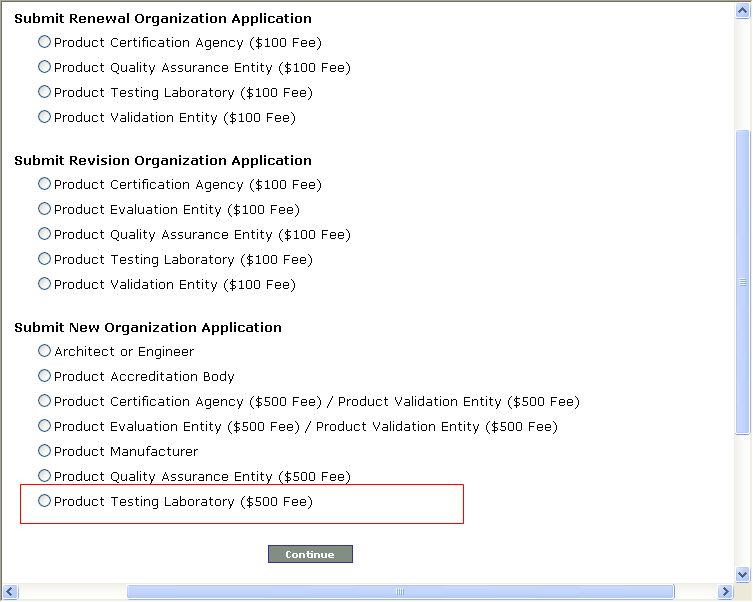 Submit Renewal Organization Application
Product Certification Agency ($100 Fee)
Product Quality Assurance Entity ($100 Fee)
Product Testing Laboratory ($100 Fee)
Product Validation Entity ($100 Fee)
Submit Revision Organization Application
Product Certification Agency ($100 Fee)
Product Evaluation Entity ($100 Fee)
Product Quality Assurance Entity ($100 Fee)
Product Testing Laboratory ($100 Fee)
Product Validation Entity ($100 Fee)
Submit New Organization Application
Architect or Engineer
Product Accreditation Body
Product Certification Agency ($500 Fee) / Product Validation Entity ($500 Fee)
Product Evaluation Entity ($500 Fee) / Product Validation Entity ($500 Fee)
Product Manufacturer
Product Quality Assurance Entity ($500 Fee)
Product Testing Laboratory ($500 Fee)
Continue